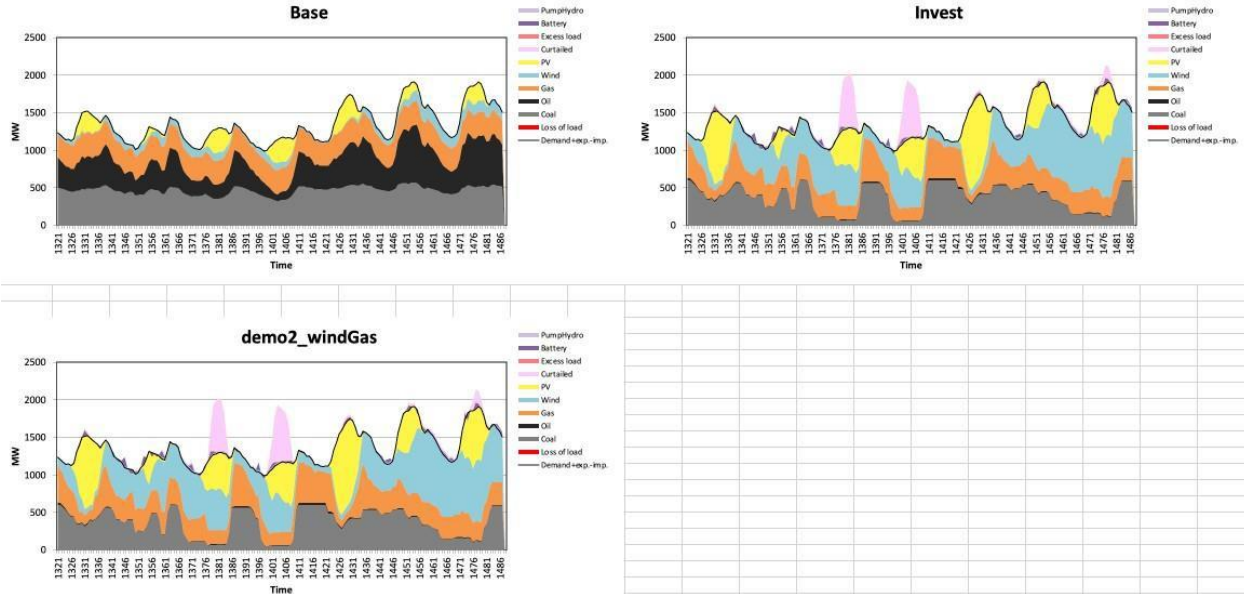 Base
2500
2000
1500
1000
500
0
MW
1321 1326 1331 1336 1341 1346 1351 1356 1361 1366 1371 1376 1381 1386 1391 1396 1401 1406 1411 1416 1421 1426 1431 1436 1441 1446 1451 1456 1461 1466 1471 1476 1481 1486
Time
PumpHydro
Battery
Excess load
Curtailed
PV
Wind
Gas
Oil
Coal
Loss of load
Demand+exp.-imp.
Invest
2500
2000
1500
1000
500
0
MW
1321 1326 1331 1336 1341 1346 1351 1356 1361 1366 1371 1376 1381 1386 1391 1396 1401 1406 1411 1416 1421 1426 1431 1436 1441 1446 1451 1456 1461 1466 1471 1476 1481 1486
Time
PumpHydro
Battery
Excess load
Curtailed
PV
Wind
Gas
Oil
Coal
Loss of load
Demand+exp.-imp.
demo2_windGas
2500
2000
1500
1000
500
0
MW
1321 1326 1331 1336 1341 1346 1351 1356 1361 1366 1371 1376 1381 1386 1391 1396 1401 1406 1411 1416 1421 1426 1431 1436 1441 1446 1451 1456 1461 1466 1471 1476 1481 1486
Time
PumpHydro
Battery
Excess load
Curtailed
PV
Wind
Gas
Oil
Coal
Loss of load
Demand+exp.-imp.